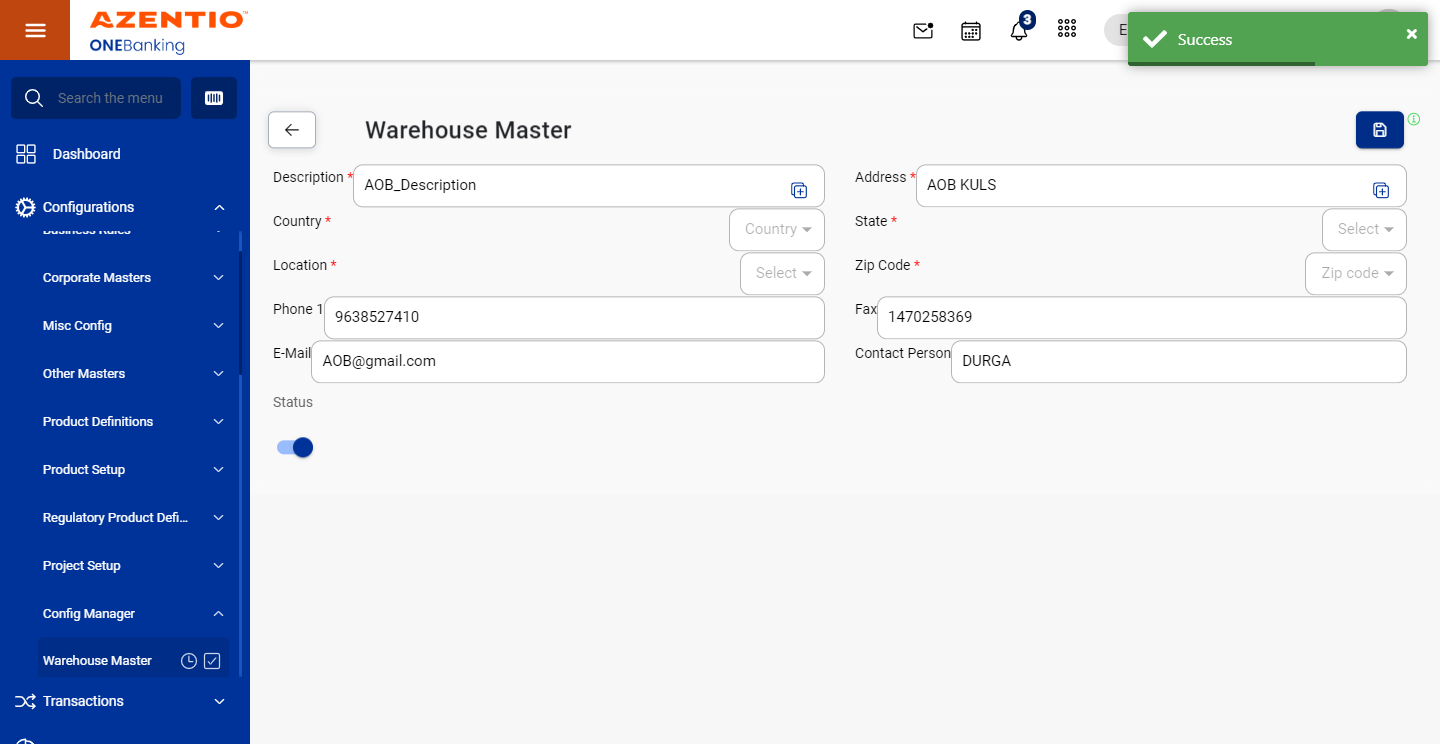 AZENTIO™
ONEBanking
3
E
Success
Search the menu
Dashboard
Configurations
Business Rules
Corporate Masters
Misc Config
Other Masters
Product Definitions
Product Setup
Regulatory Product Defi...
Project Setup
Config Manager
Warehouse Master
Transactions
Warehouse Master
Description *
AOB_Description
Address *
AOB KULS
Country *
Country
State *
Select
Location *
Select
Zip Code *
Zip code
Phone 1
9638527410
Fax
1470258369
E-Mail
AOB@gmail.com
Contact Person
DURGA
Status